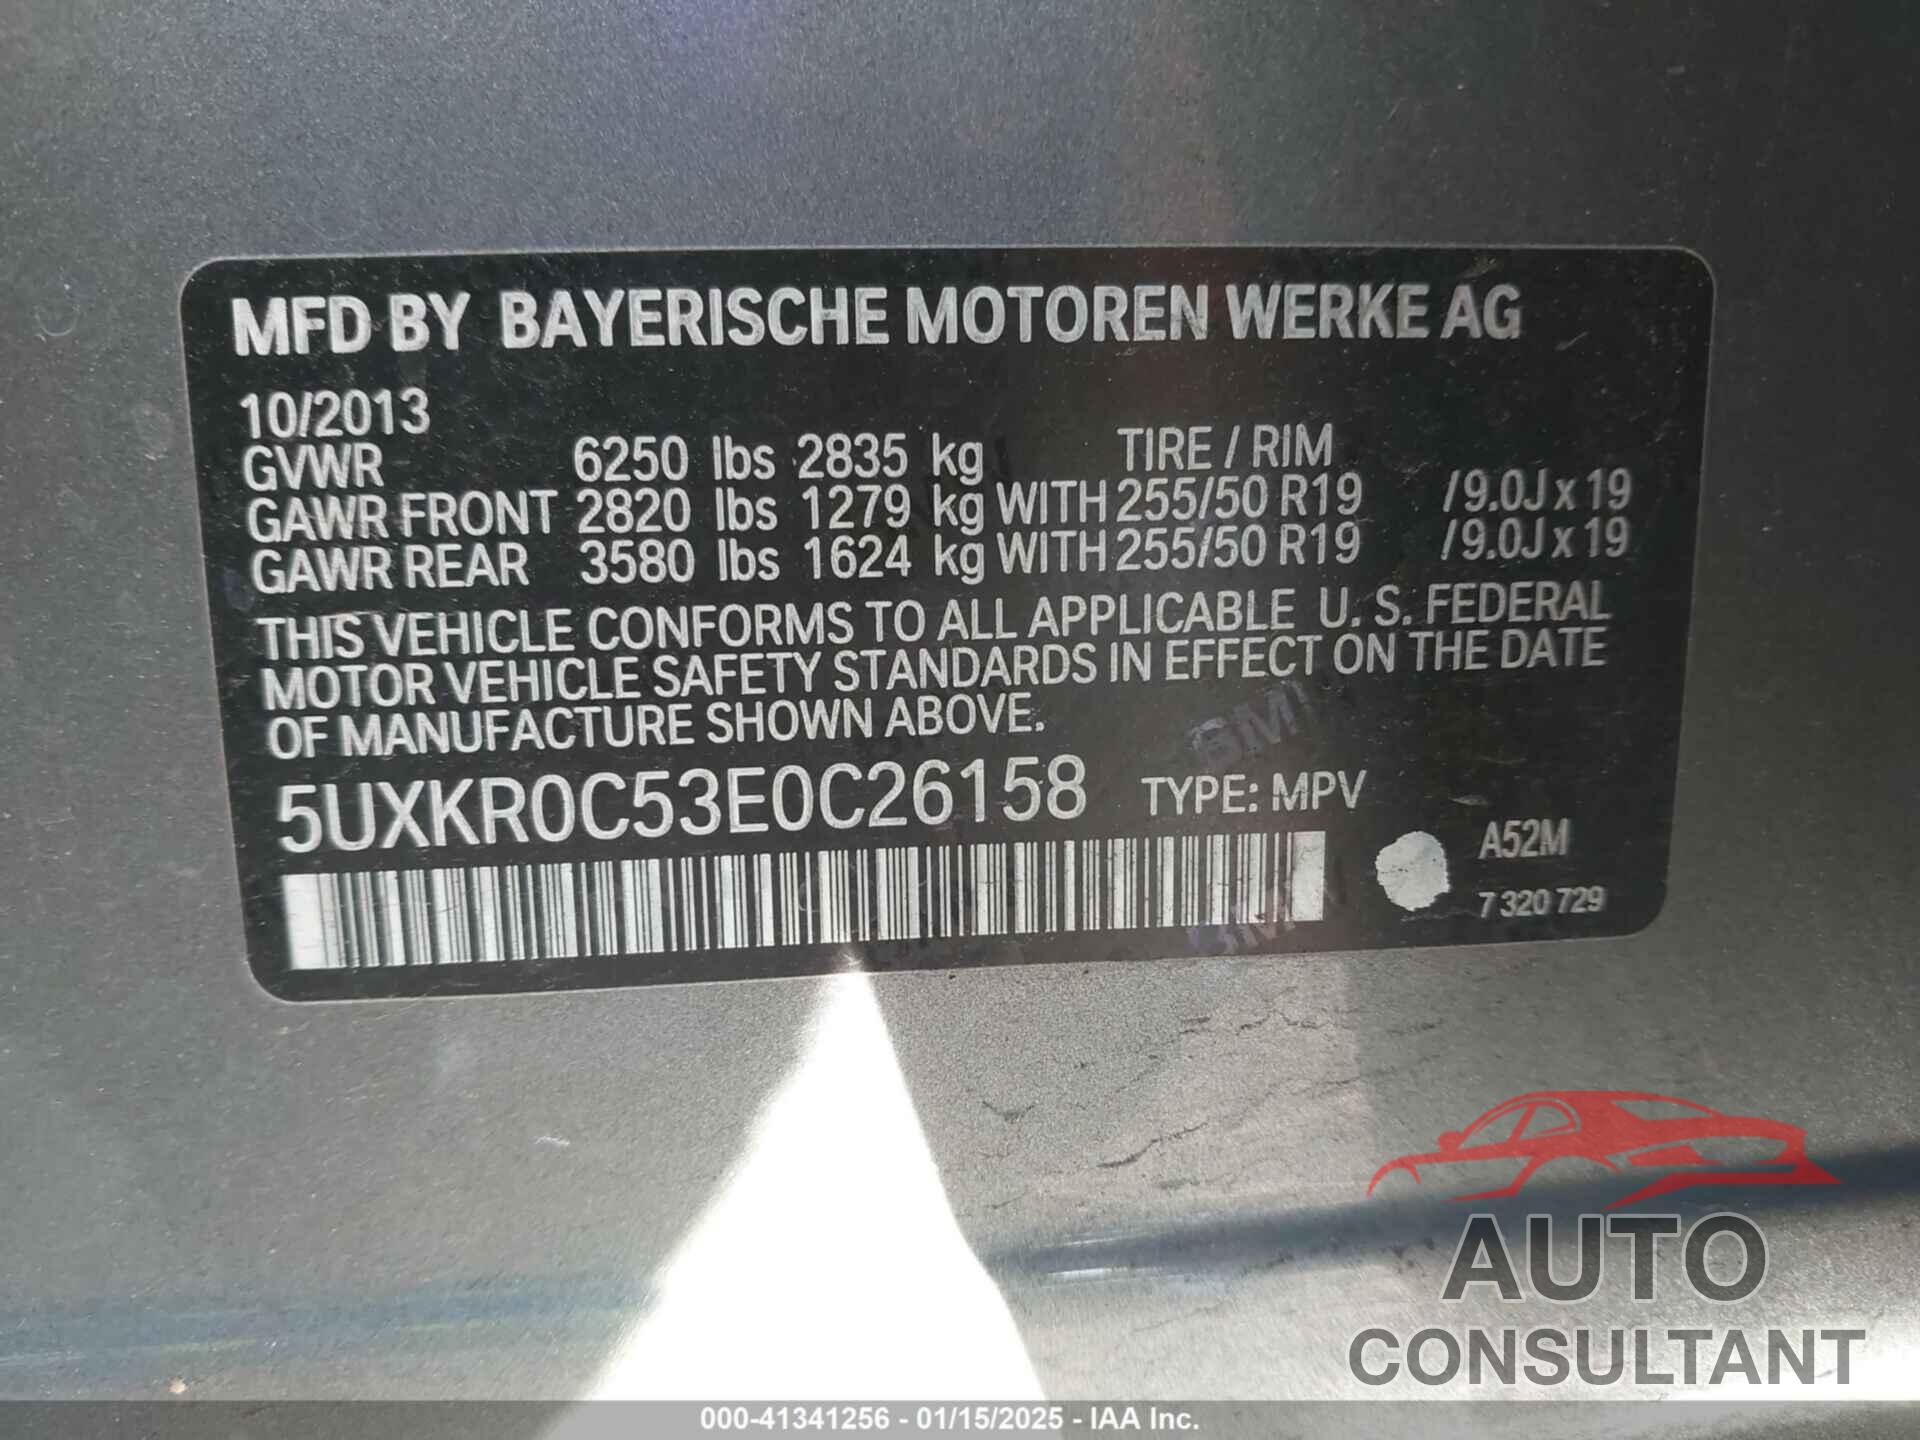 MFD BY BAYERISCHE MOTOREN WERKE AG
10/2013
GVWR 6250 lbs 2835 kg TIRE / RIM
GAWR FRONT 2820 lbs 1279 kg WITH 255/50 R19 /9.0J x 19
GAWR REAR 3580 lbs 1624 kg WITH 255/50 R19 /9.0J x 19
THIS VEHICLE CONFORMS TO ALL APPLICABLE U. S. FEDERAL
MOTOR VEHICLE SAFETY STANDARDS IN EFFECT ON THE DATE
OF MANUFACTURE SHOWN ABOVE.
5UXKR0C53E0C26158 TYPE: MPV
A52M
7 320 729
AUTO
CONSULTANT
000-41341256 - 01/15/2025 - IAA Inc.